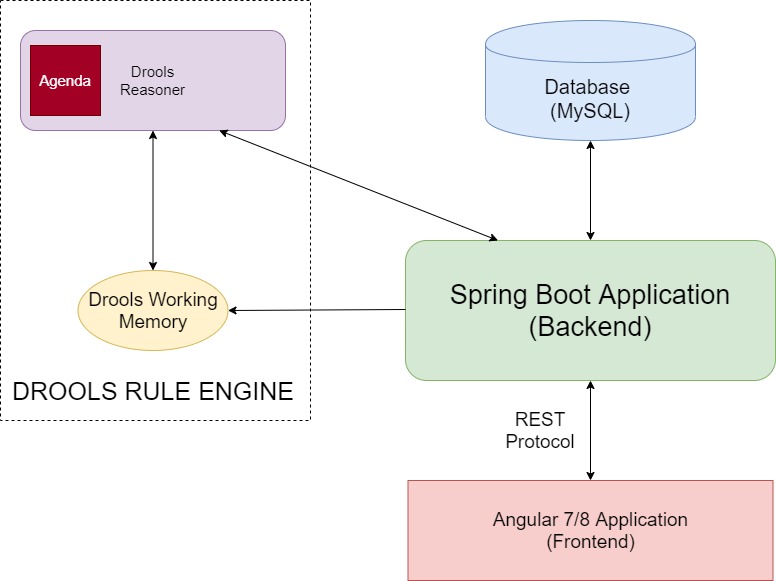 Agenda
Drools
Reasoner
Database
(MySQL)
Drools Working
Memory
Spring Boot Application
(Backend)
DROOLS RULE ENGINE
REST
Protocol
Angular 7/8 Application
(Frontend)